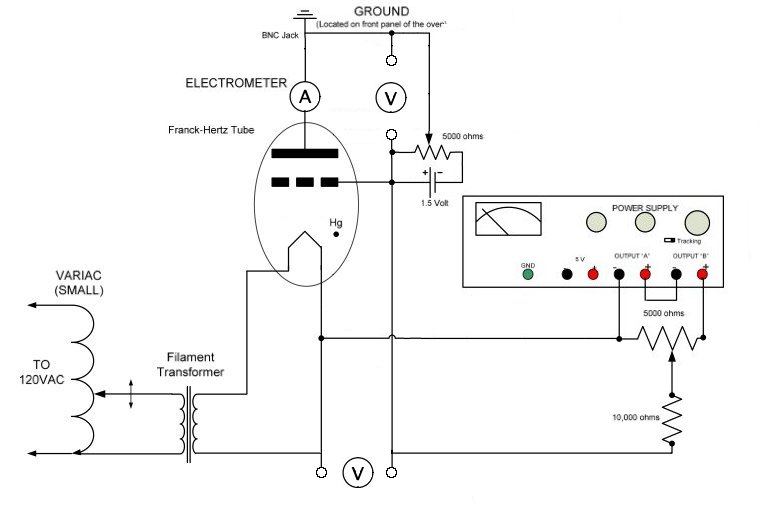 GROUND
(Located on front panel of the over
BNC Jack
ELECTROMETER
A
V
Franck-Hertz Tube
5000 ohms
+ -
1.5 Volt
Hg
POWER SUPPLY
Tracking
GND
5 V
OUTPUT "A"
OUTPUT "B"
- + - + - +
5000 ohms
VARIAC
(SMALL)
TO
120VAC
Filament
Transformer
10,000 ohms
V